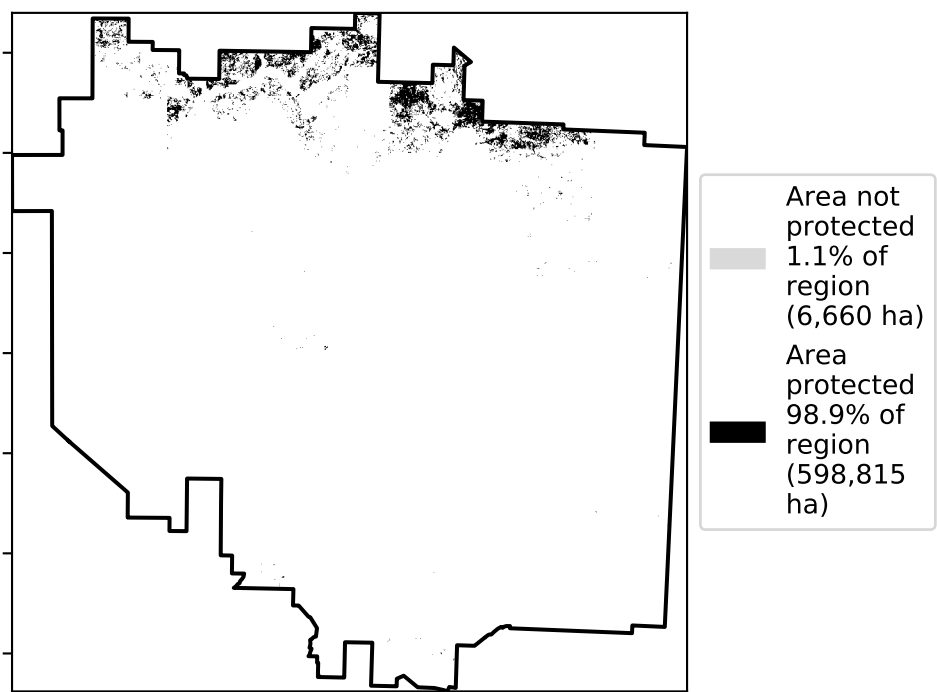 Area not
protected
1.1% of
region
(6,660 ha)
Area
protected
98.9% of
region
(598,815
ha)